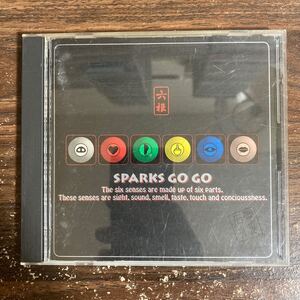 六根
SPARKS GO GO
The six senses are made up of six parts.
These senses are sight, sound, smell, taste, touch and conciousshess.